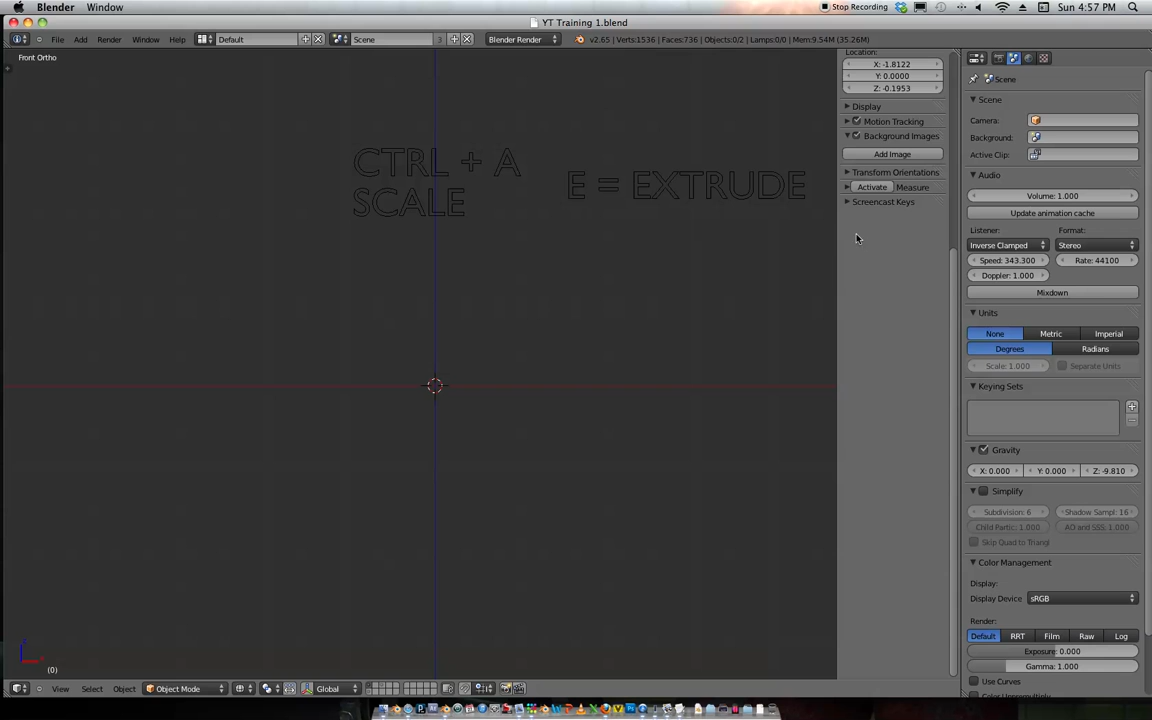 Blender Window
Stop Recording
Sun 4:57 PM
YT Training 1.blend
File Add Render Window Help
Default
Scene
3
Blender Render
v2.65 | Verts:1536 | Faces:736 | Objects:0/2 | Lamps:0/0 | Mem:9.54M (35.26M)
Front Ortho
CTRL + A
SCALE
E = EXTRUDE
(0)
Location:
X: -1.8122
Y: 0.0000
Z: -0.1953
Display
Motion Tracking
Background Images
Add Image
Transform Orientations
Activate Measure
Screencast Keys
Scene
Scene
Camera:
Background:
Active Clip:
Audio
Volume: 1.000
Update animation cache
Listener: Format:
Inverse Clamped Stereo
Speed: 343.300 Rate: 44100
Doppler: 1.000
Mixdown
Units
None Metric Imperial
Degrees Radians
Scale: 1.000 Separate Units
Keying Sets
Gravity
X: 0.000 Y: 0.000 Z: -9.810
Simplify
Subdivision: 6 Shadow Sampl: 16
Child Partic: 1.000 AO and SSS: 1.000
Skip Quad to Triangl
Color Management
Display:
Display Device sRGB
Render:
Default RRT Film Raw Log
Exposure: 0.000
Gamma: 1.000
Use Curves
Color Unpremultiply
View Select Object Object Mode Global